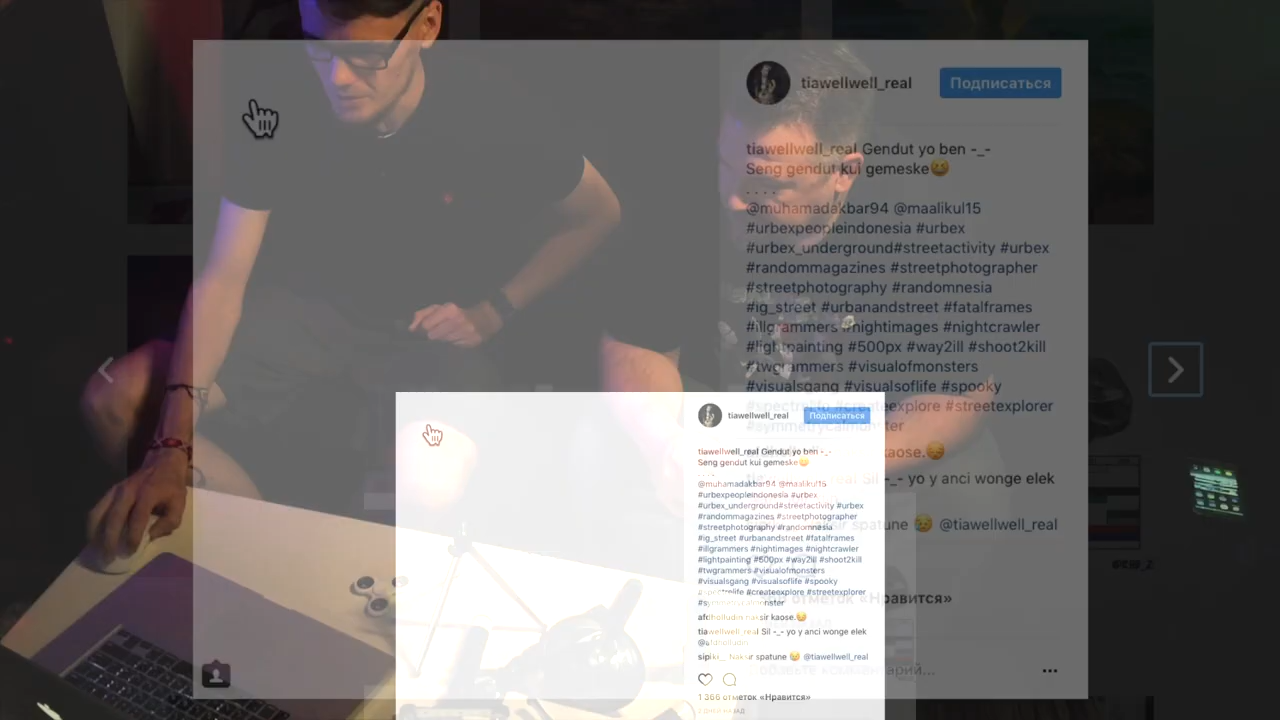 tiawellwell_real Подписаться
tiawellwell_real Gendut yo ben -_-
Seng gendut kui gemeske😆
. . . .
@muhamadakbar94 @maalikul15
#urbexpeopleindonesia #urbex
#urbex_underground#streetactivity #urbex
#randommagazines #streetphotographer
#streetphotography #randomnesia
#ig_street #urbanandstreet #fatalframes
#illgrammers #nightimages #nightcrawler
#lightpainting #500px #way2ill #shoot2kill
#twgrammers #visualofmonsters
#visualsgang #visualsoflife #spooky
#spectrelife #createexplore #streetexplorer
#symmetricalmonster
kaose.😔
Sil -_- yo y anci wonge elek
spatune 😥 @tiawellwell_real
отметок «Нравится»
tiawellwell_real Подписаться
tiawellwell_real Gendut yo ben -_-
Seng gendut kui gemeske
@muhamadakbar94 @maalikul15
#urbexpeopleindonesia #urbex
#urbex_underground#streetactivity #urbex
#randommagazines #streetphotographer
#streetphotography #randomnesia
#ig_street #urbanandstreet #fatalframes
#illgrammers #nightimages #nightcrawler
#lightpainting #500px #way2ill #shoot2kill
#twgrammers #visualofmonsters
#visualsgang #visualsoflife #spooky
#spectrelife #createexplore #streetexplorer
kaose.😔
tiawellwell_real Sil -_- yo y anci wonge elek
spatune 😥 @tiawellwell_real
1 366 отметок «Нравится»